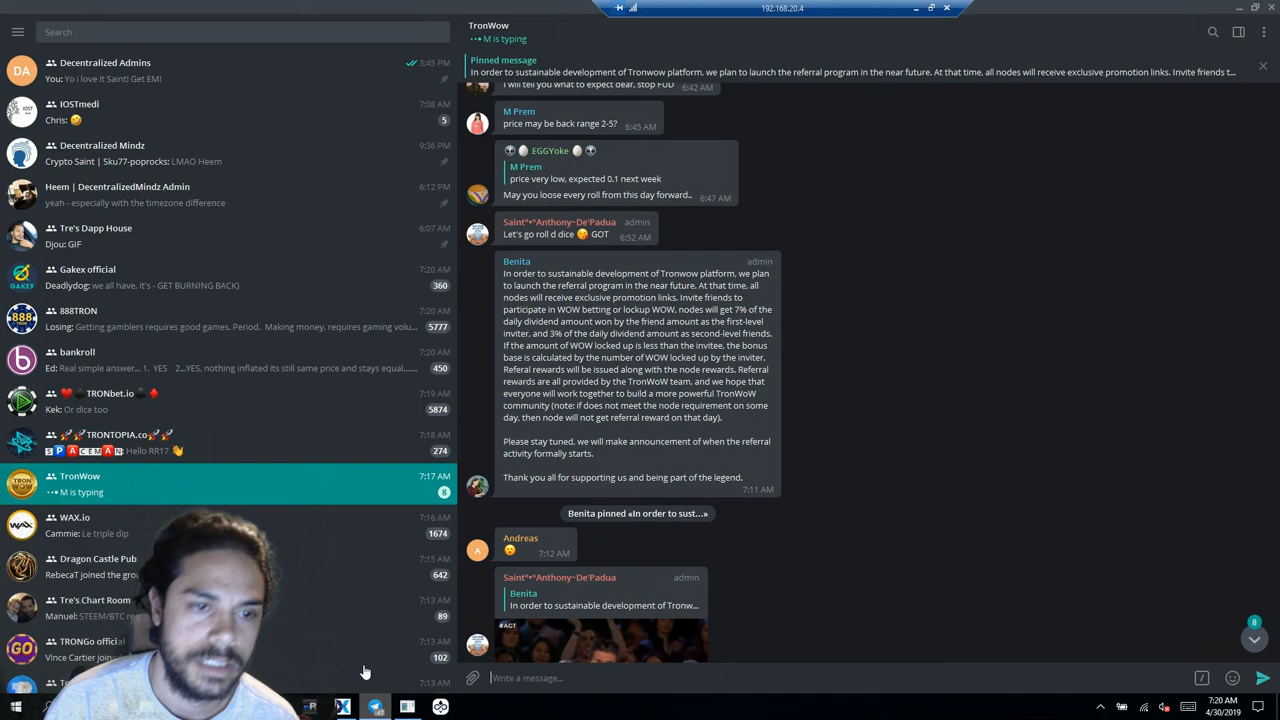 192.168.20.4
Search
TronWow
M is typing
Pinned message
In order to sustainable development of Tronwow platform, we plan to launch the referral program in the near future. At that time, all nodes will receive exclusive promotion links. Invite friends t...
DA
Decentralized Admins
3:45 PM
You: Yo i love it Saint! Get EM!
IOSTmedi
7:08 AM
Chris: 🤣
5
Decentralized Mindz
9:36 PM
Crypto Saint | Sku77-poprocks: LMAO Heem
Heem | DecentralizedMindz Admin
6:12 PM
yeah - especially with the timezone difference
Tre's Dapp House
6:07 AM
Djou: GIF
GAKEY
Gakex official
7:20 AM
Deadlydog: we all have, it's - GET BURNING BACK)
360
888
TRON
888TRON
7:20 AM
Losing: Getting gamblers requires good games. Period. Making money, requires gaming volu...
5777
bankroll
7:20 AM
Ed: Real simple answer... 1. YES 2...YES, nothing inflated its still same price and stays equal.......
450
♥️♠️TRONbet.io♠️♦️
7:19 AM
Kek: Or dice too
5874
🚀🚀TRONTOPIA.co🚀🚀
7:18 AM
🆂🅿🅰🅲🅴🅼🅰🅽: Hello RR17 👋
274
TRON
WOW
TronWow
7:17 AM
M is typing
8
WAX.io
7:16 AM
Cammie: Le triple dip
1674
Dragon Castle Pub
7:15 AM
RebecaT joined the gro
642
Tre's Chart Room
7:13 AM
Manuel: STEEM/BTC re
89
GO
TRONGo offici
7:13 AM
Vince Cartier join
102
7:13 AM
I will tell you what to expect dear, stop FUD
6:42 AM
M Prem
price may be back range 2-5?
6:45 AM
👽🥚 EGGYoke 🥚👽
M Prem
price very low, expected 0.1 next week
May you loose every roll from this day forward..
6:47 AM
Saint°•°Anthony~De'Padua
admin
Let's go roll d dice 😘 GOT
6:52 AM
Benita
admin
In order to sustainable development of Tronwow platform, we plan
to launch the referral program in the near future. At that time, all
nodes will receive exclusive promotion links. Invite friends to
participate in WOW betting or lockup WOW, nodes will get 7% of the
daily dividend amount won by the friend amount as the first-level
inviter, and 3% of the daily dividend amount as second-level friends.
If the amount of WOW locked up is less than the invitee, the bonus
base is calculated by the number of WOW locked up by the inviter.
Referal rewards will be issued along with the node rewards. Referral
rewards are all provided by the TronWoW team, and we hope that
everyone will work together to build a more powerful TronWoW
community (note: if does not meet the node requirement on some
day, then node will not get referral reward on that day).
Please stay tuned, we will make announcement of when the referral
activity formally starts.
Thank you all for supporting us and being part of the legend.
7:11 AM
Benita pinned «In order to sust...»
A
Andreas
😮
7:12 AM
Saint°•°Anthony~De'Padua
admin
Benita
In order to sustainable development of Tronw...
#AGT
8
Write a message...
7:20 AM
4/30/2019